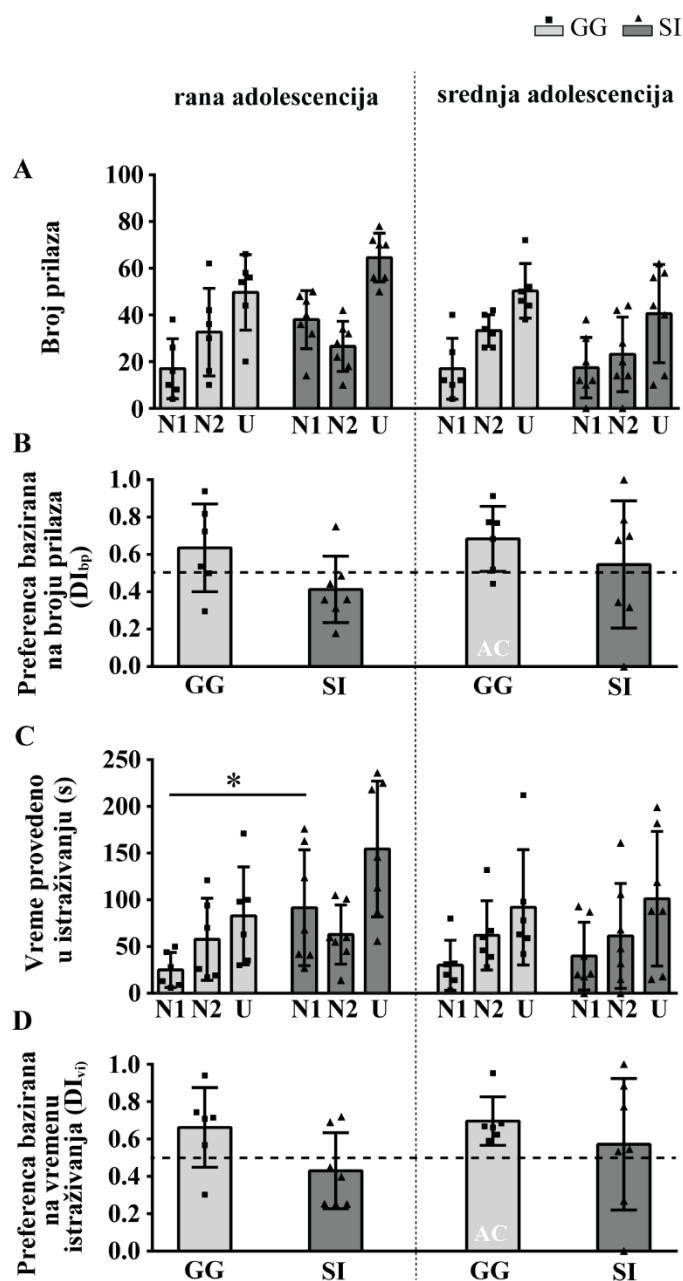 GG SI
rana adolescencija srednja adolescencija
A
Broj prilaza
100
80
60
40
20
0
N1 N2 U N1 N2 U N1 N2 U N1 N2 U
B
Preferenca bazirana
na broju prilaza
(DIbp)
1.0
0.8
0.6
0.4
0.2
0.0
AC
GG SI GG SI
C
Vreme provedeno
u istraživanju (s)
250
200
150
100
50
0
*
N1 N2 U N1 N2 U N1 N2 U N1 N2 U
D
Preferenca bazirana
na vremenu
istraživanja (DIvi)
1.0
0.8
0.6
0.4
0.2
0.0
AC
GG SI GG SI